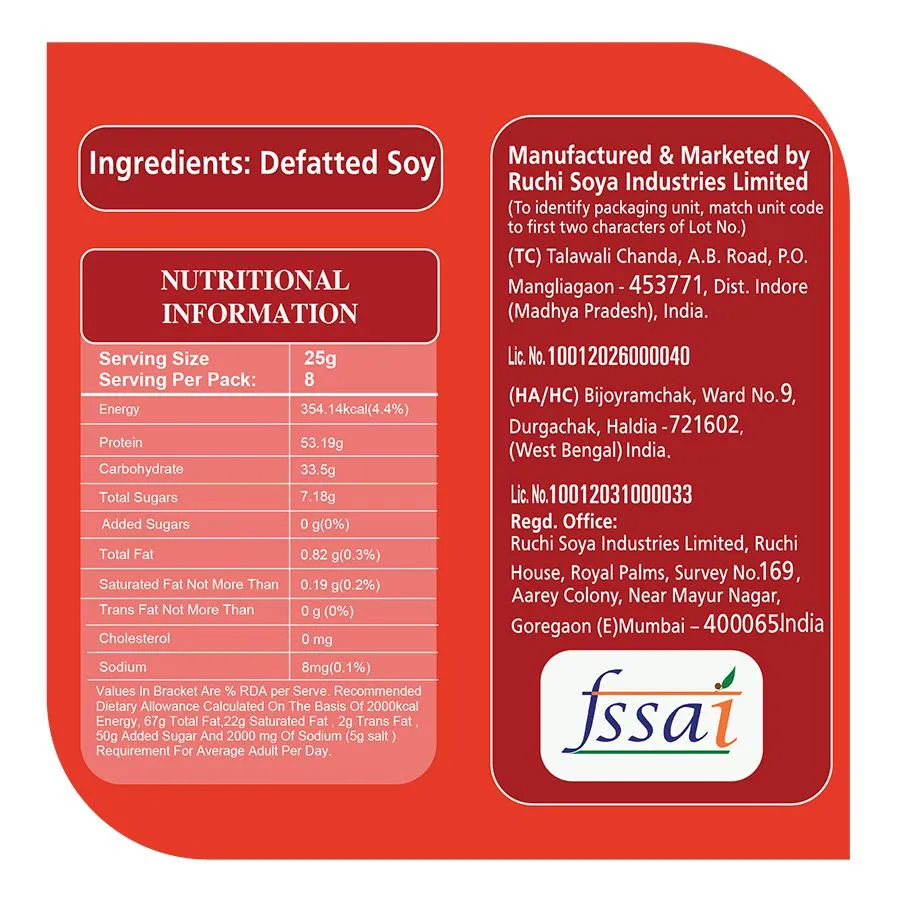 Ingredients: Defatted Soy
NUTRITIONAL
INFORMATION
Serving Size 25g
Serving Per Pack: 8
Energy 354.14kcal(4.4%)
Protein 53.19g
Carbohydrate 33.5g
Total Sugars 7.18g
Added Sugars 0 g(0%)
Total Fat 0.82 g(0.3%)
Saturated Fat Not More Than 0.19 g(0.2%)
Trans Fat Not More Than 0 g (0%)
Cholesterol 0 mg
Sodium 8mg(0.1%)
Values In Bracket Are % RDA per Serve. Recommended
Dietary Allowance Calculated On The Basis Of 2000kcal
Energy, 67g Total Fat,22g Saturated Fat , 2g Trans Fat ,
50g Added Sugar And 2000 mg Of Sodium (5g salt )
Requirement For Average Adult Per Day.
Manufactured & Marketed by
Ruchi Soya Industries Limited
(To identify packaging unit, match unit code
to first two characters of Lot No.)
(TC) Talawali Chanda, A.B. Road, P.O.
Mangliagaon - 453771, Dist. Indore
(Madhya Pradesh), India.
Lic. No. 10012026000040
(HA/HC) Bijoyramchak, Ward No.9,
Durgachak, Haldia -721602,
(West Bengal) India.
Lic. No.10012031000033
Regd. Office:
Ruchi Soya Industries Limited, Ruchi
House, Royal Palms, Survey No.169,
Aarey Colony, Near Mayur Nagar,
Goregaon (E)Mumbai – 400065.India
fssai